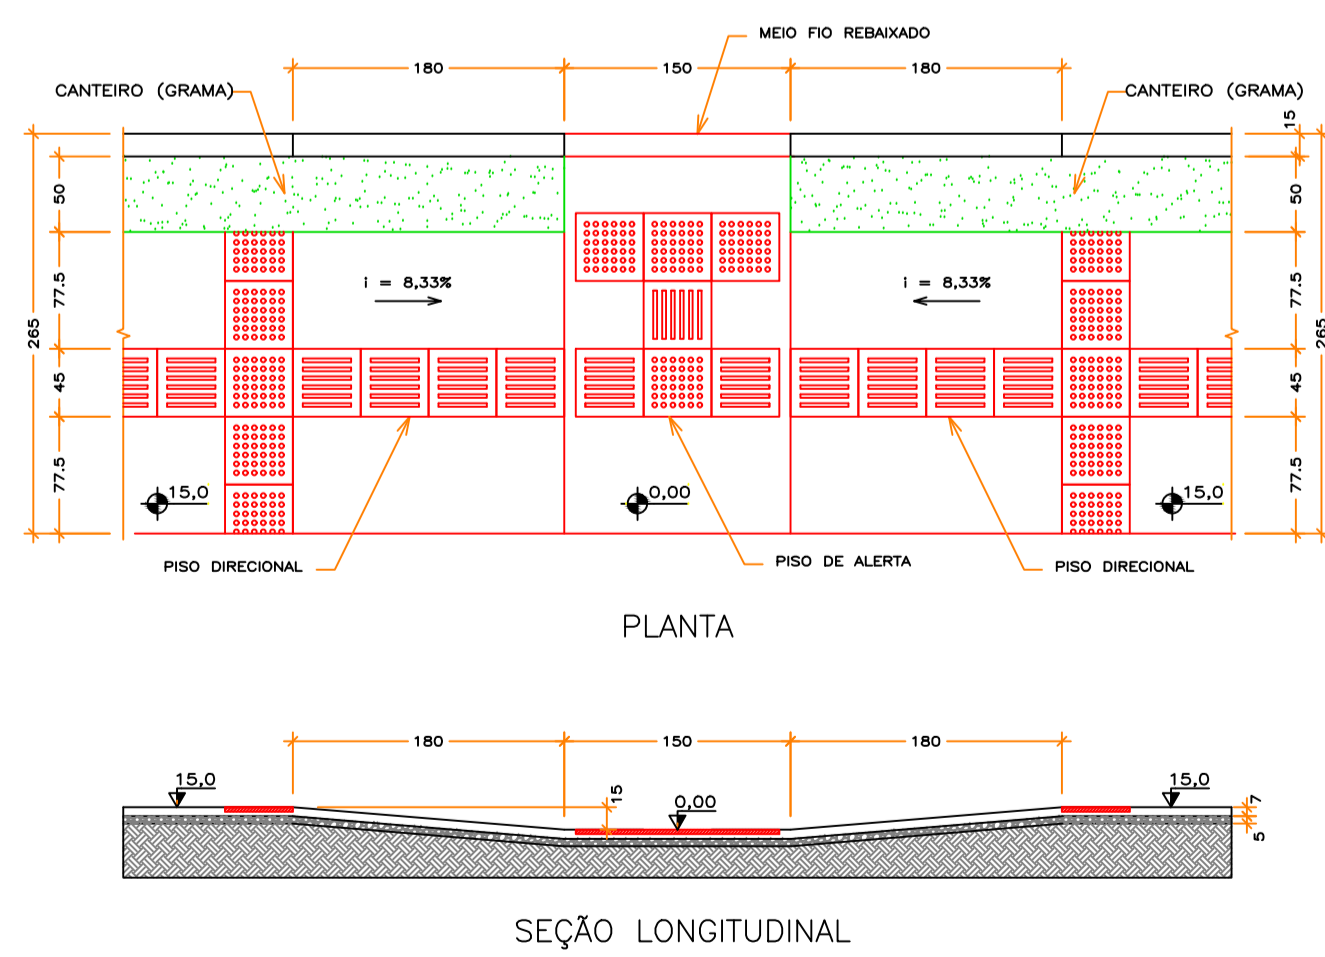 MEIO FIO REBAIXADO
180
150
180
CANTEIRO (GRAMA)
CANTEIRO (GRAMA)
15
50
50
i = 8,33%
i = 8,33%
77.5
77.5
265
265
45
45
77.5
77.5
15,0
0,00
15,0
PISO DIRECIONAL
PISO DE ALERTA
PISO DIRECIONAL
PLANTA
180
150
180
15,0
15
0,00
15,0
7
5
SEÇÃO LONGITUDINAL